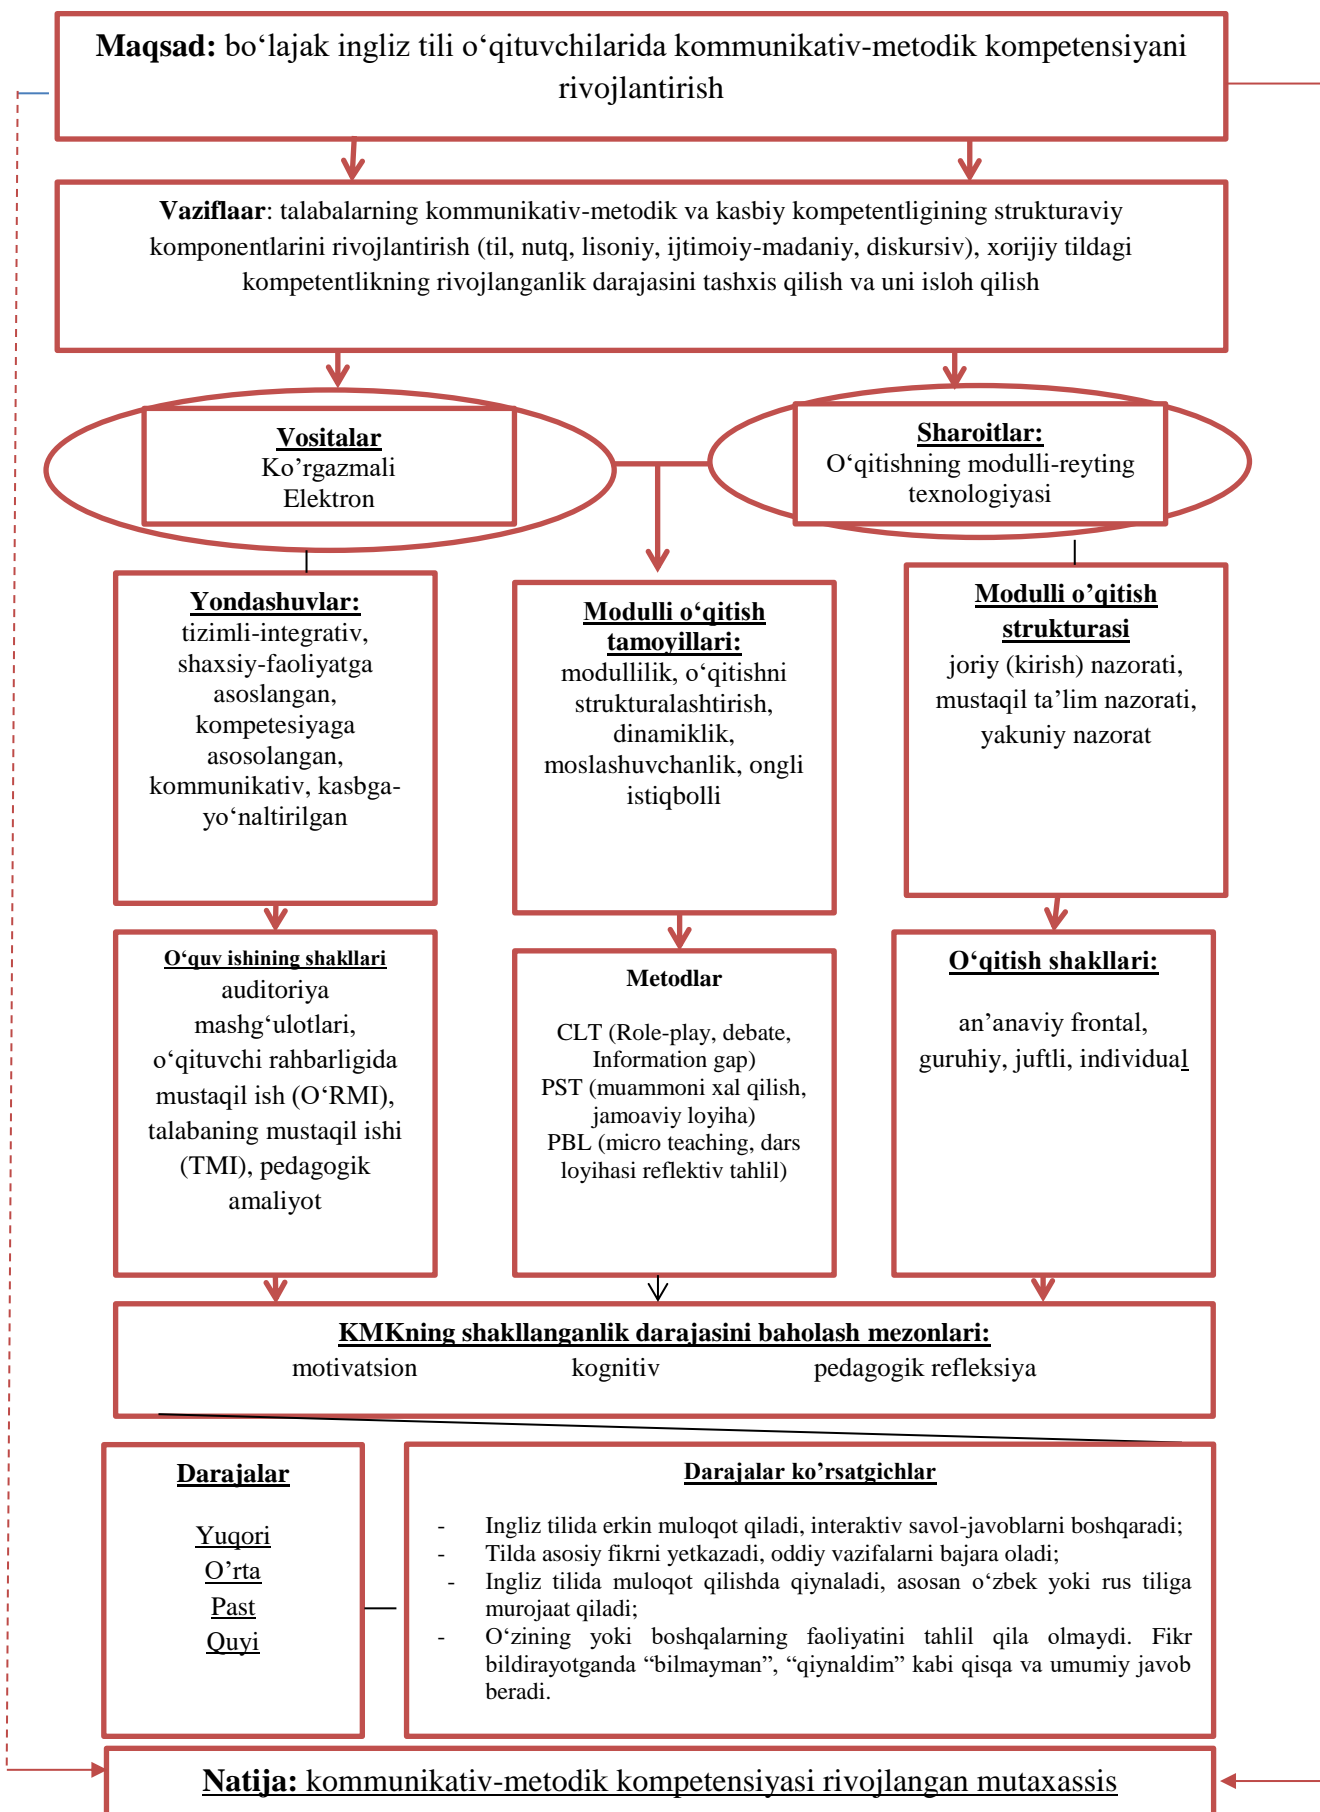 Maqsad: bo‘lajak ingliz tili o‘qituvchilarida kommunikativ-metodik kompetensiyani
rivojlantirish
Vaziflaar: talabalarning kommunikativ-metodik va kasbiy kompetentligining strukturaviy
komponentlarini rivojlantirish (til, nutq, lisoniy, ijtimoiy-madaniy, diskursiv), xorijiy tildagi
kompetentlikning rivojlanganlik darajasini tashxis qilish va uni isloh qilish
Vositalar
Ko’rgazmali
Elektron
Sharoitlar:
O‘qitishning modulli-reyting
texnologiyasi
Yondashuvlar:
tizimli-integrativ,
shaxsiy-faoliyatga
asoslangan,
kompetesiyaga
asosolangan,
kommunikativ, kasbga-
yo‘naltirilgan
Modulli o‘qitish
tamoyillari:
modullilik, o‘qitishni
strukturalashtirish,
dinamiklik,
moslashuvchanlik, ongli
istiqbolli
Modulli o’qitish
strukturasi
joriy (kirish) nazorati,
mustaqil ta’lim nazorati,
yakuniy nazorat
O‘quv ishining shakllari
auditoriya
mashg‘ulotlari,
o‘qituvchi rahbarligida
mustaqil ish (O‘RMI),
talabaning mustaqil ishi
(TMI), pedagogik
amaliyot
Metodlar
CLT (Role-play, debate,
Information gap)
PST (muammoni xal qilish,
jamoaviy loyiha)
PBL (micro teaching, dars
loyihasi reflektiv tahlil)
O‘qitish shakllari:
an’anaviy frontal,
guruhiy, juftli, individual
KMKning shakllanganlik darajasini baholash mezonlari:
motivatsion kognitiv pedagogik refleksiya
Darajalar
Yuqori
O’rta
Past
Quyi
Darajalar ko’rsatgichlar
- Ingliz tilida erkin muloqot qiladi, interaktiv savol-javoblarni boshqaradi;
- Tilda asosiy fikrni yetkazadi, oddiy vazifalarni bajara oladi;
- Ingliz tilida muloqot qilishda qiynaladi, asosan o‘zbek yoki rus tiliga
murojaat qiladi;
- O‘zining yoki boshqalarning faoliyatini tahlil qila olmaydi. Fikr
bildirayotganda “bilmayman”, “qiynaldim” kabi qisqa va umumiy javob
beradi.
Natija: kommunikativ-metodik kompetensiyasi rivojlangan mutaxassis